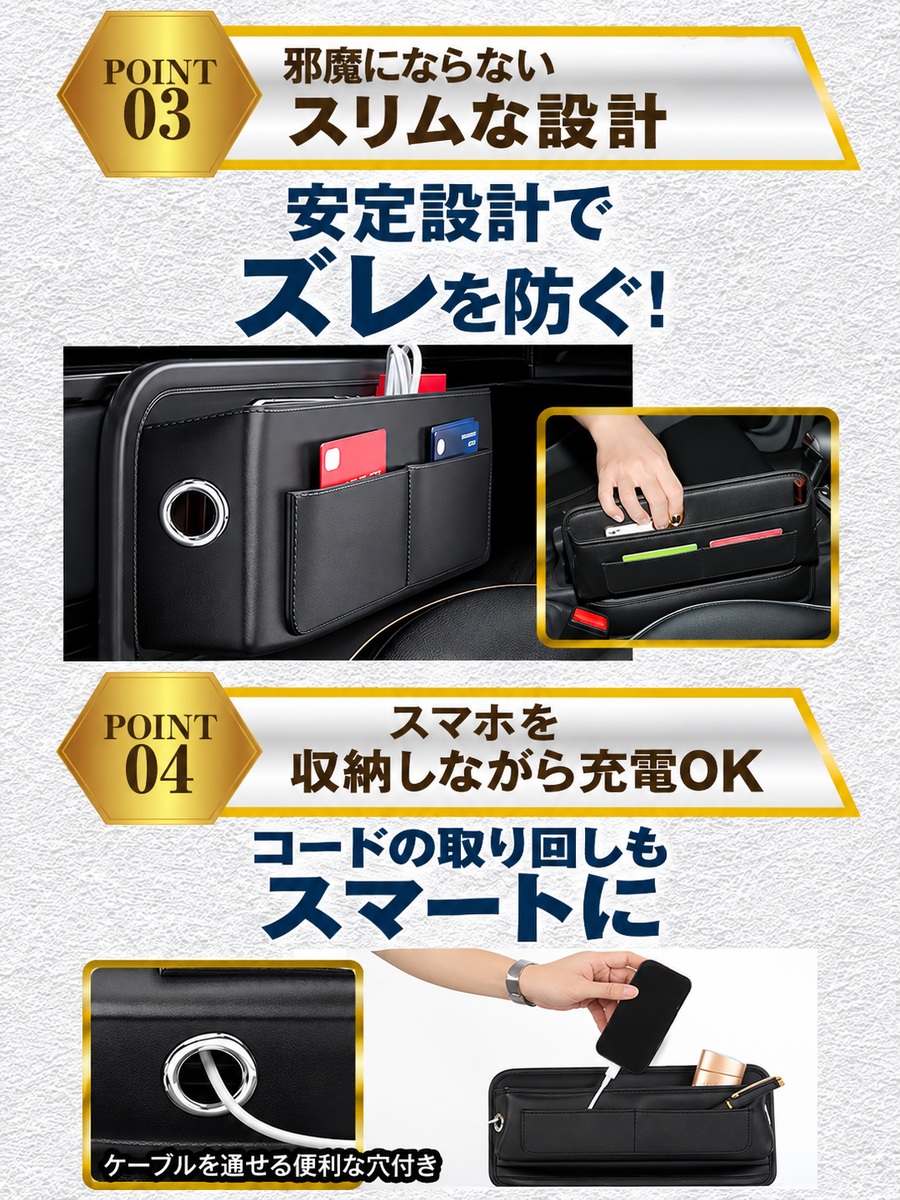 POINT
03
邪魔にならない
スリムな設計
安定設計で
ズレを防ぐ!
POINT
04
スマホを
収納しながら充電OK
コードの取り回しも
スマートに
ケーブルを通せる便利な穴付き